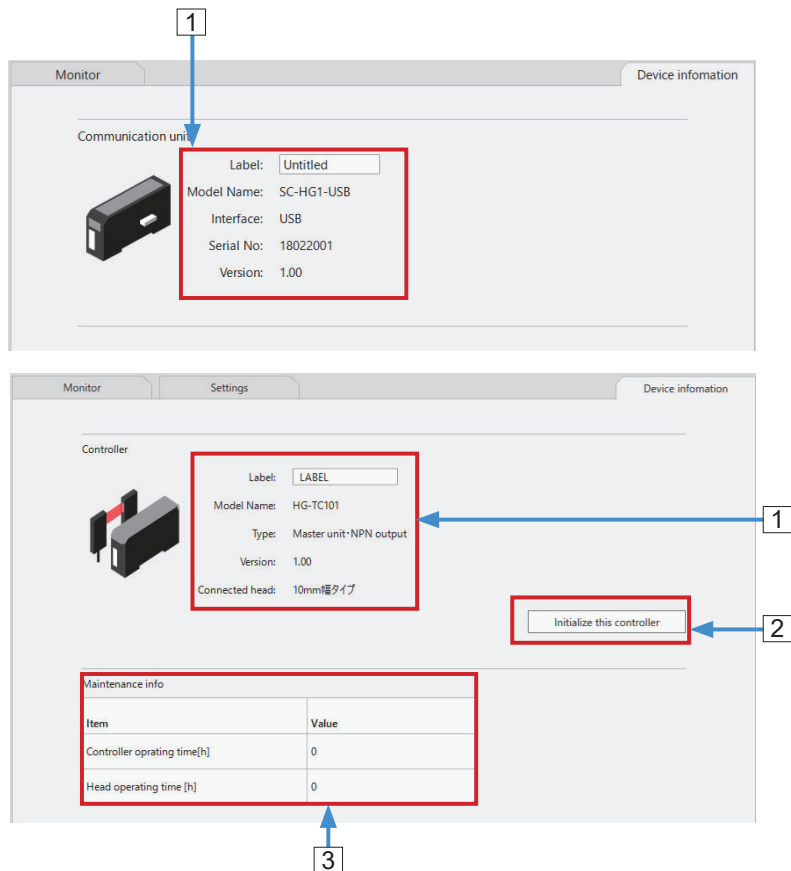 1
Monitor
Device infomation
Communication unit
Label: Untitled
Model Name: SC-HG1-USB
Interface: USB
Serial No: 18022001
Version: 1.00
Monitor Settings Device infomation
Controller
Label: LABEL
Model Name: HG-TC101
Type: Master unit・NPN output
Version: 1.00
Connected head: 10mm幅タイプ
1
Initialize this controller
2
Maintenance info
Item Value
Controller oprating time[h] 0
Head operating time [h] 0
3